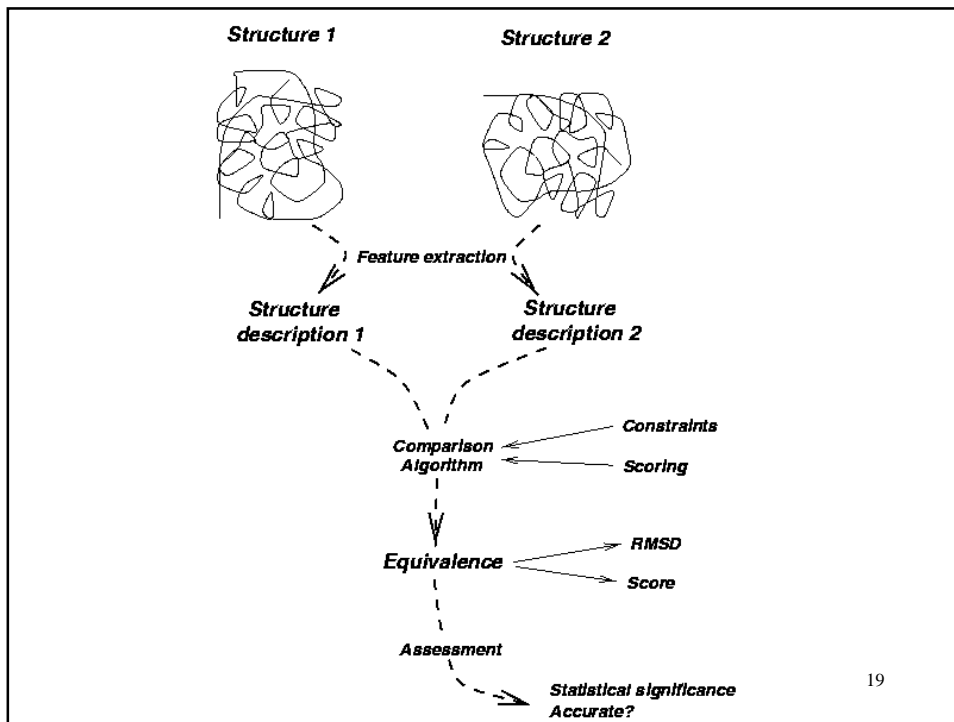 Structure 1
Structure 2
Feature extraction
Structure
description 1
Structure
description 2
Comparison
Algorithm
Constraints
Scoring
Equivalence
RMSD
Score
Assessment
Statistical significance
Accurate?
19